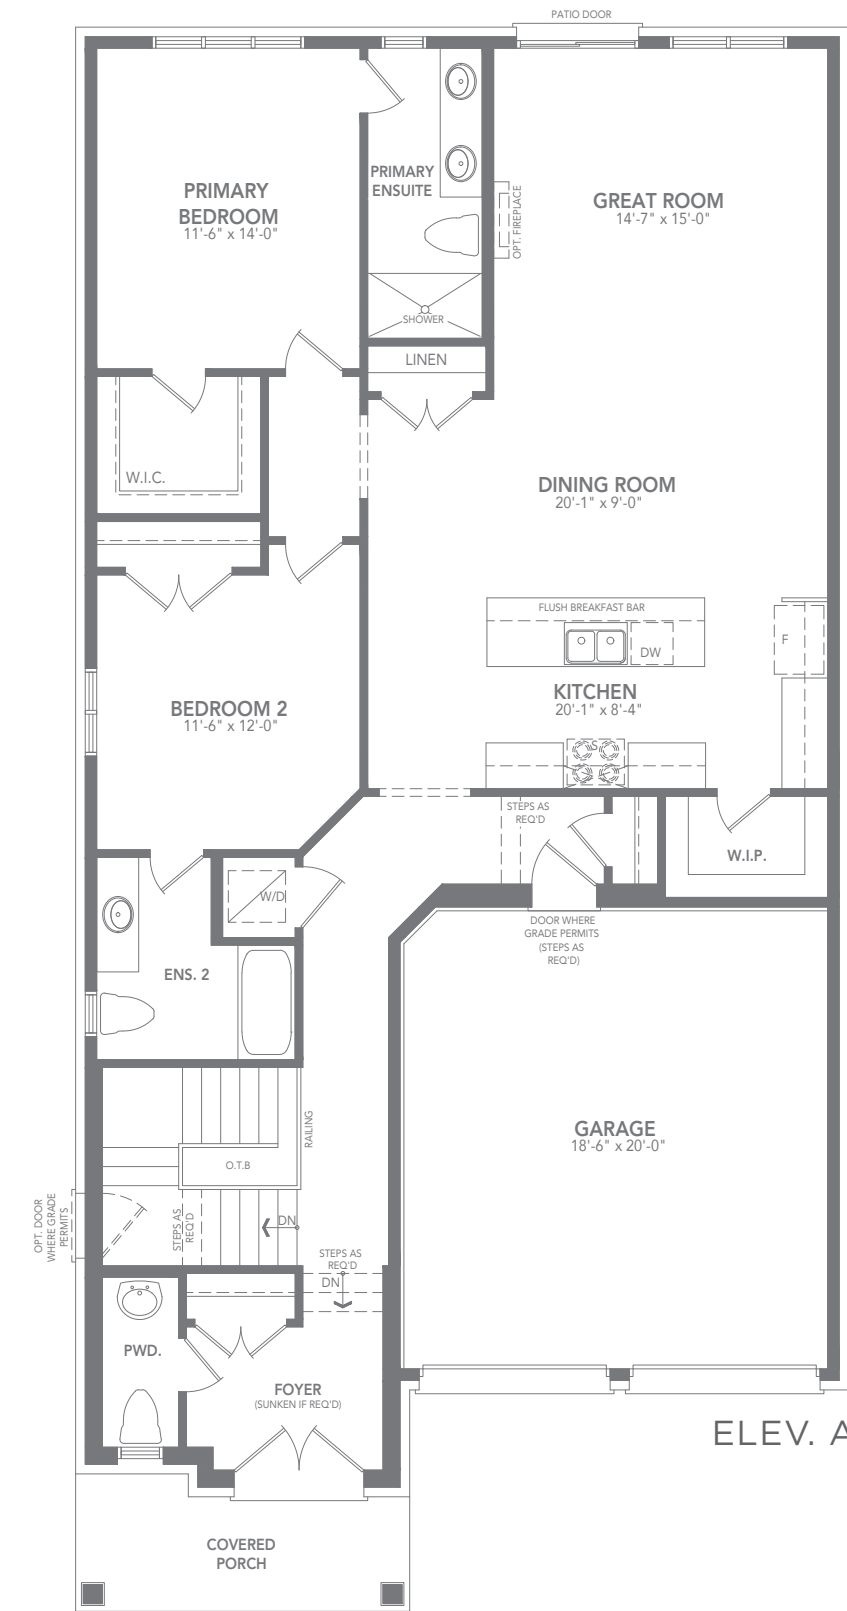 PATIO DOOR
PRIMARY
BEDROOM
11'-6" x 14'-0"
PRIMARY
ENSUITE
OPT. FIREPLACE
GREAT ROOM
14'-7" x 15'-0"
SHOWER
LINEN
W.I.C.
DINING ROOM
20'-1" x 9'-0"
FLUSH BREAKFAST BAR
DW
F
KITCHEN
20'-1" x 8'-4"
S
BEDROOM 2
11'-6" x 12'-0"
STEPS AS
REQ'D
W.I.P.
W/D
DOOR WHERE
GRADE PERMITS
(STEPS AS
REQ'D)
ENS. 2
RAILING
GARAGE
18'-6" x 20'-0"
O.T.B
OPT. DOOR
WHERE GRADE
PERMITS
STEPS AS
REQ'D
DN
STEPS AS
REQ'D
DN
PWD.
FOYER
(SUNKEN IF REQ'D)
ELEV. A
COVERED
PORCH